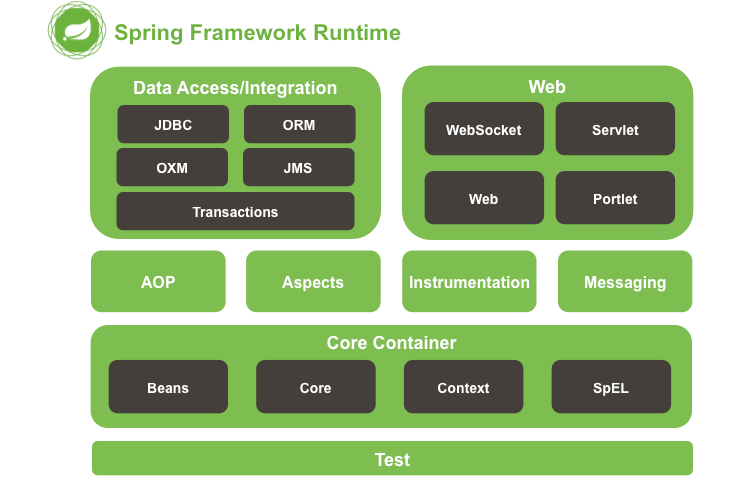 Spring Framework Runtime
Data Access/Integration
JDBC
ORM
OXM
JMS
Transactions
Web
WebSocket
Servlet
Web
Portlet
AOP
Aspects
Instrumentation
Messaging
Core Container
Beans
Core
Context
SpEL
Test